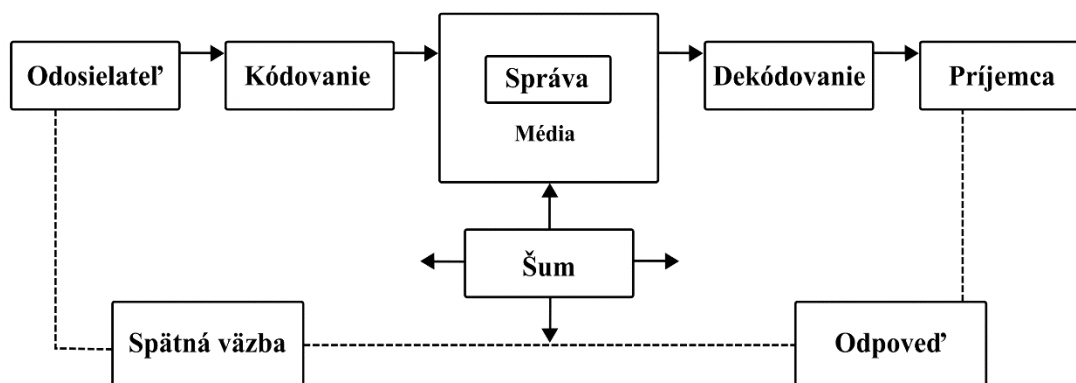 Odosielateľ
Kódovanie
Správa
Média
Dekódovanie
Príjemca
Šum
Spätná väzba
Odpoveď